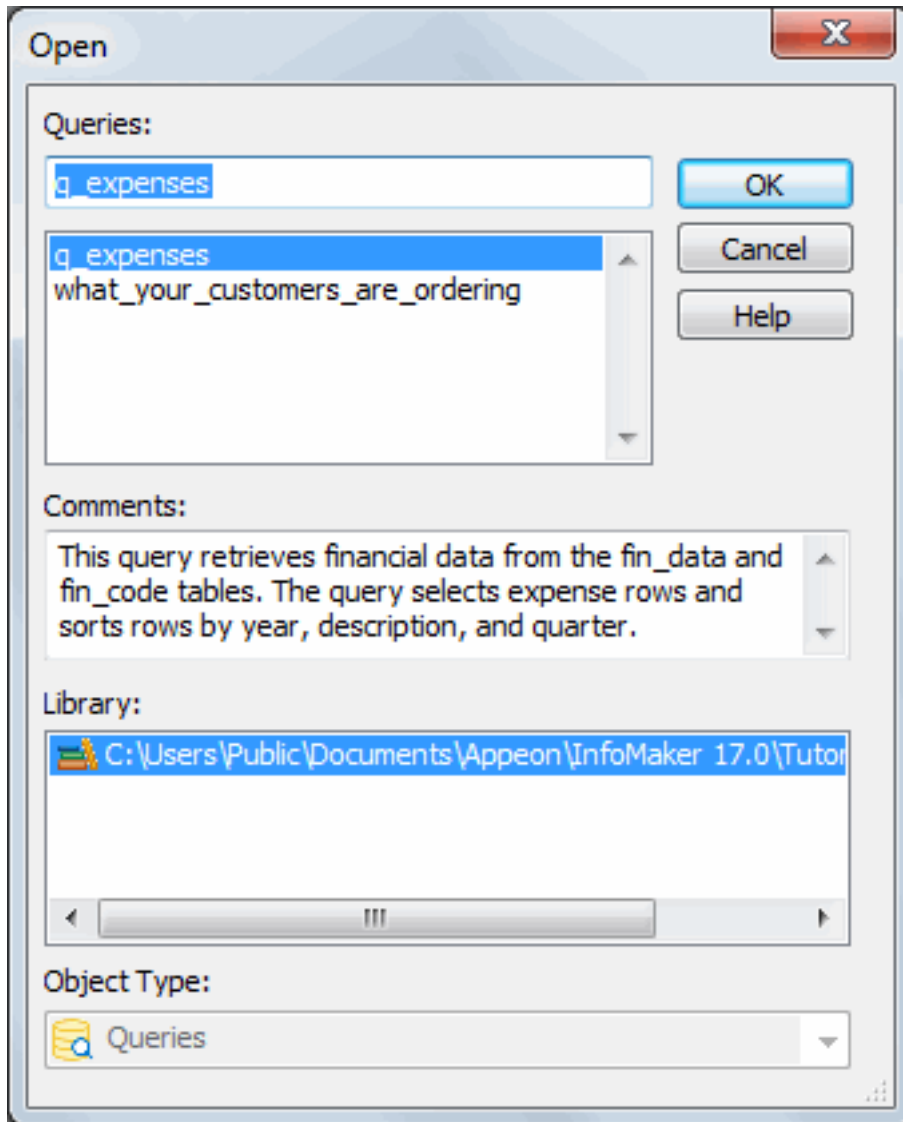 Open
Queries:
q_expenses
OK
q_expenses
what_your_customers_are_ordering
Cancel
Help
Comments:
This query retrieves financial data from the fin_data and
fin_code tables. The query selects expense rows and
sorts rows by year, description, and quarter.
Library:
C:\Users\Public\Documents\Appeon\InfoMaker 17.0\Tutor
Object Type:
Queries